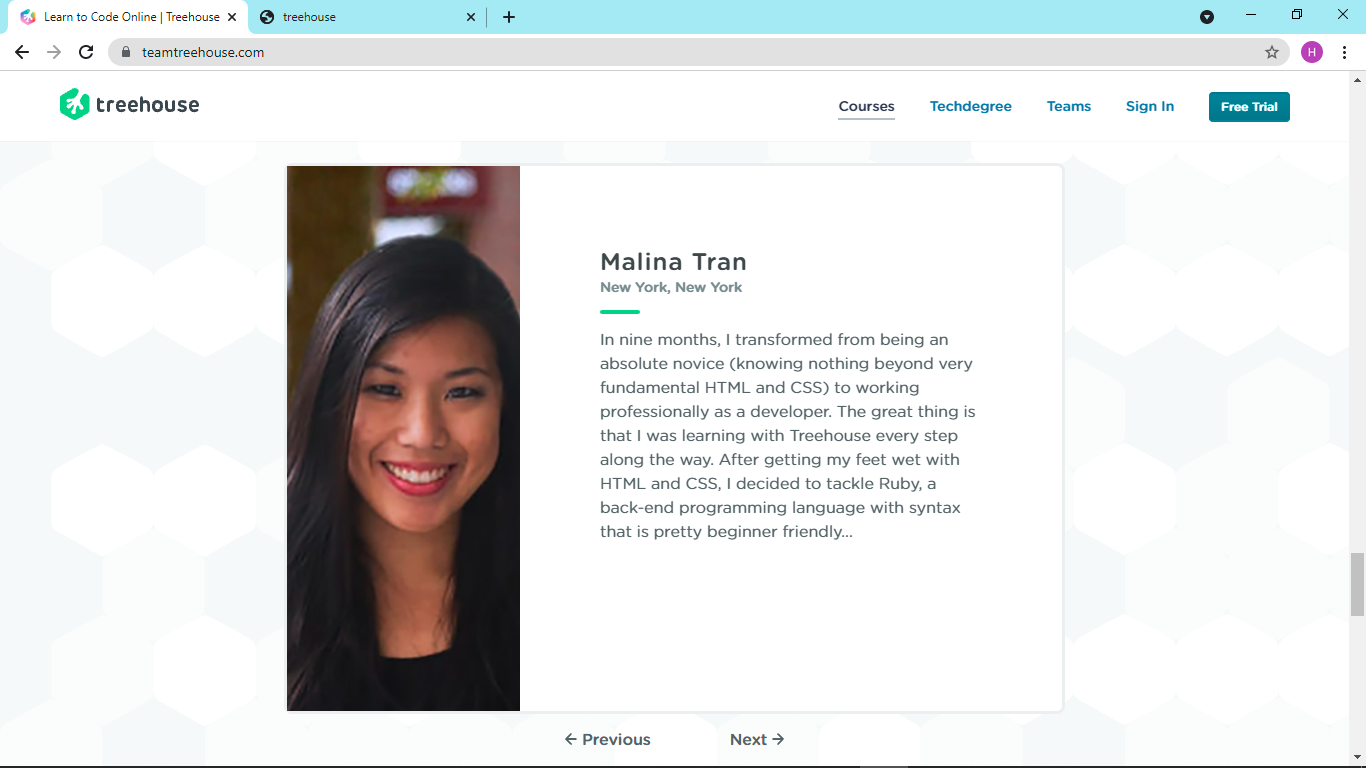 Learn to Code Online | Treehouse
treehouse
teamtreehouse.com
H
treehouse
Courses
Techdegree
Teams
Sign In
Free Trial
Malina Tran
New York, New York
In nine months, I transformed from being an
absolute novice (knowing nothing beyond very
fundamental HTML and CSS) to working
professionally as a developer. The great thing is
that I was learning with Treehouse every step
along the way. After getting my feet wet with
HTML and CSS, I decided to tackle Ruby, a
back-end programming language with syntax
that is pretty beginner friendly...
← Previous
Next →